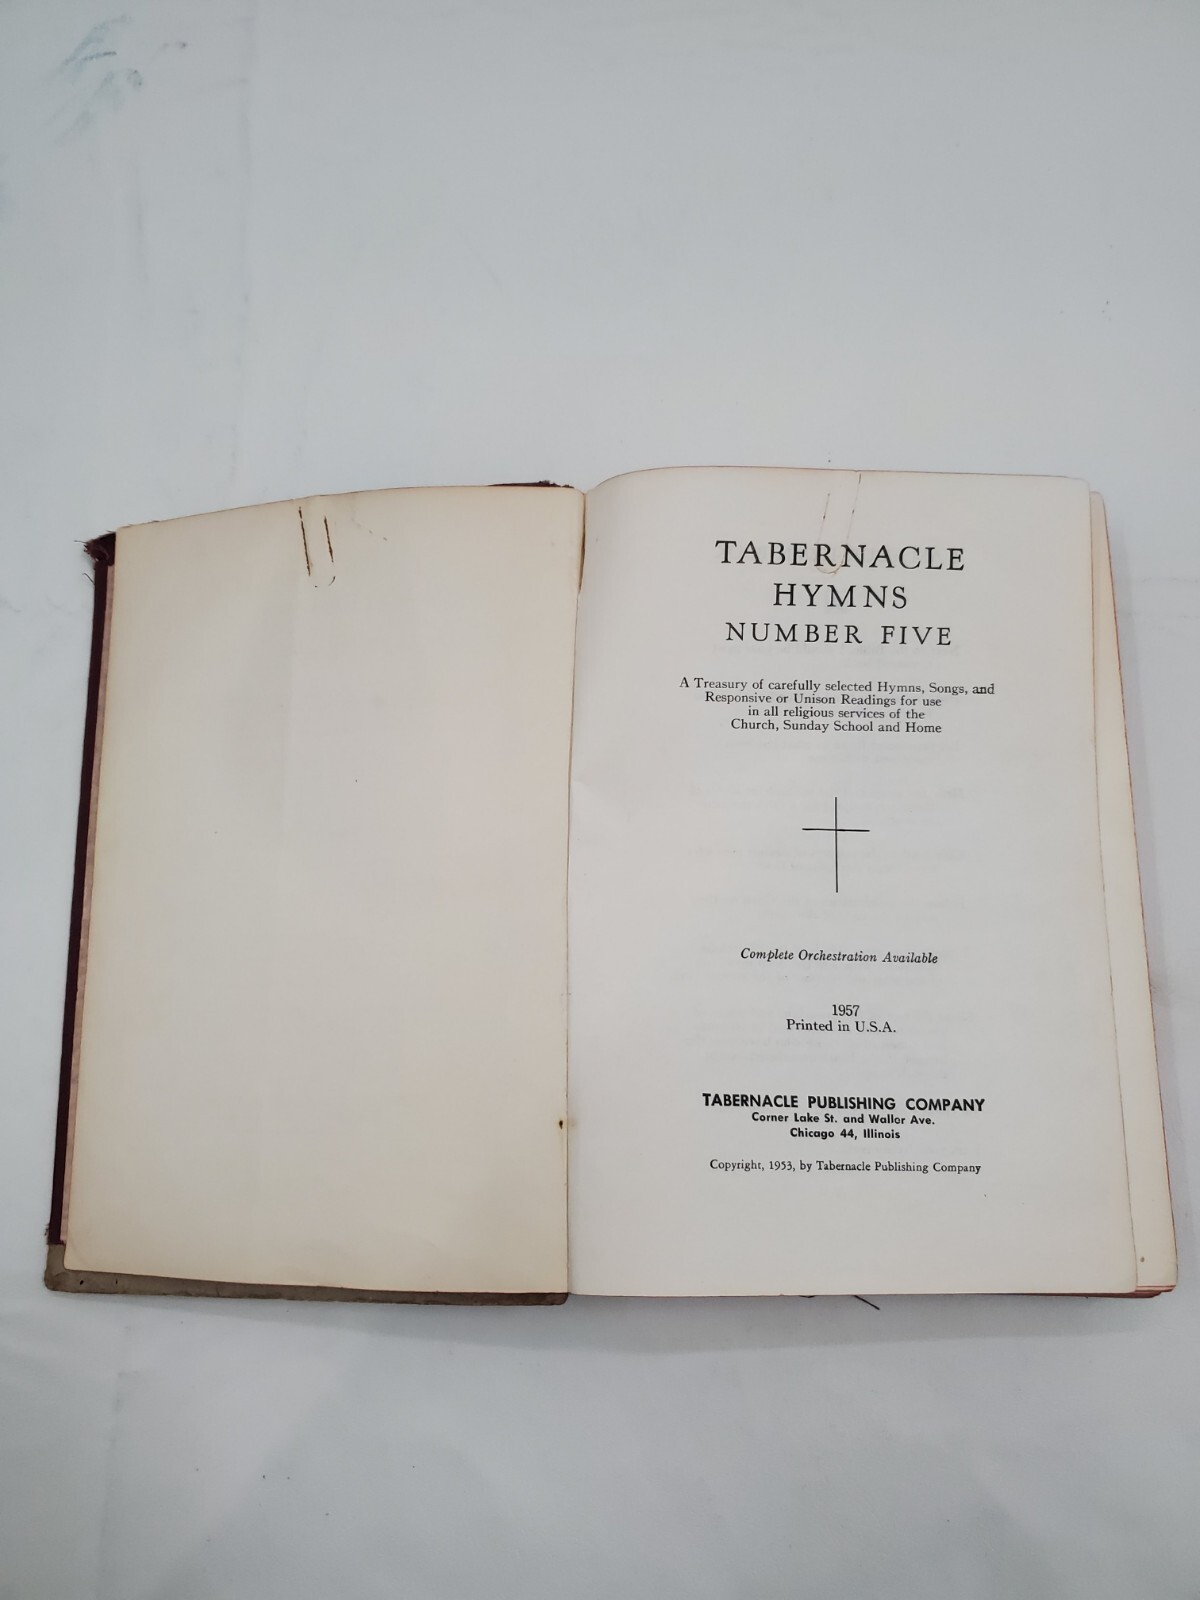 TABERNACLE
HYMNS
NUMBER FIVE
A Treasury of carefully selected Hymns, Songs, and
Responsive or Unison Readings for use
in all religious services of the
Church, Sunday School and Home
Complete Orchestration Available
1957
Printed in U.S.A.
TABERNACLE PUBLISHING COMPANY
Corner Lake St. and Waller Ave.
Chicago 44, Illinois
Copyright, 1953, by Tabernacle Publishing Company